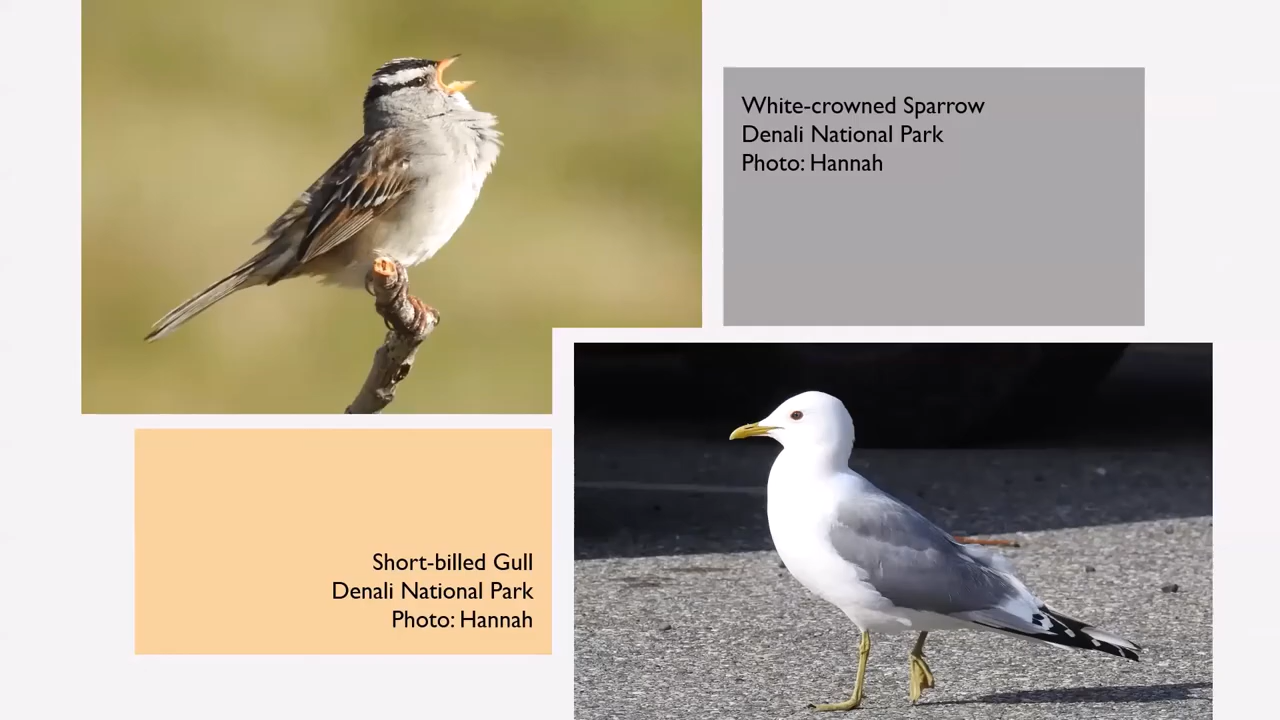 White-crowned Sparrow
Denali National Park
Photo: Hannah
Short-billed Gull
Denali National Park
Photo: Hannah